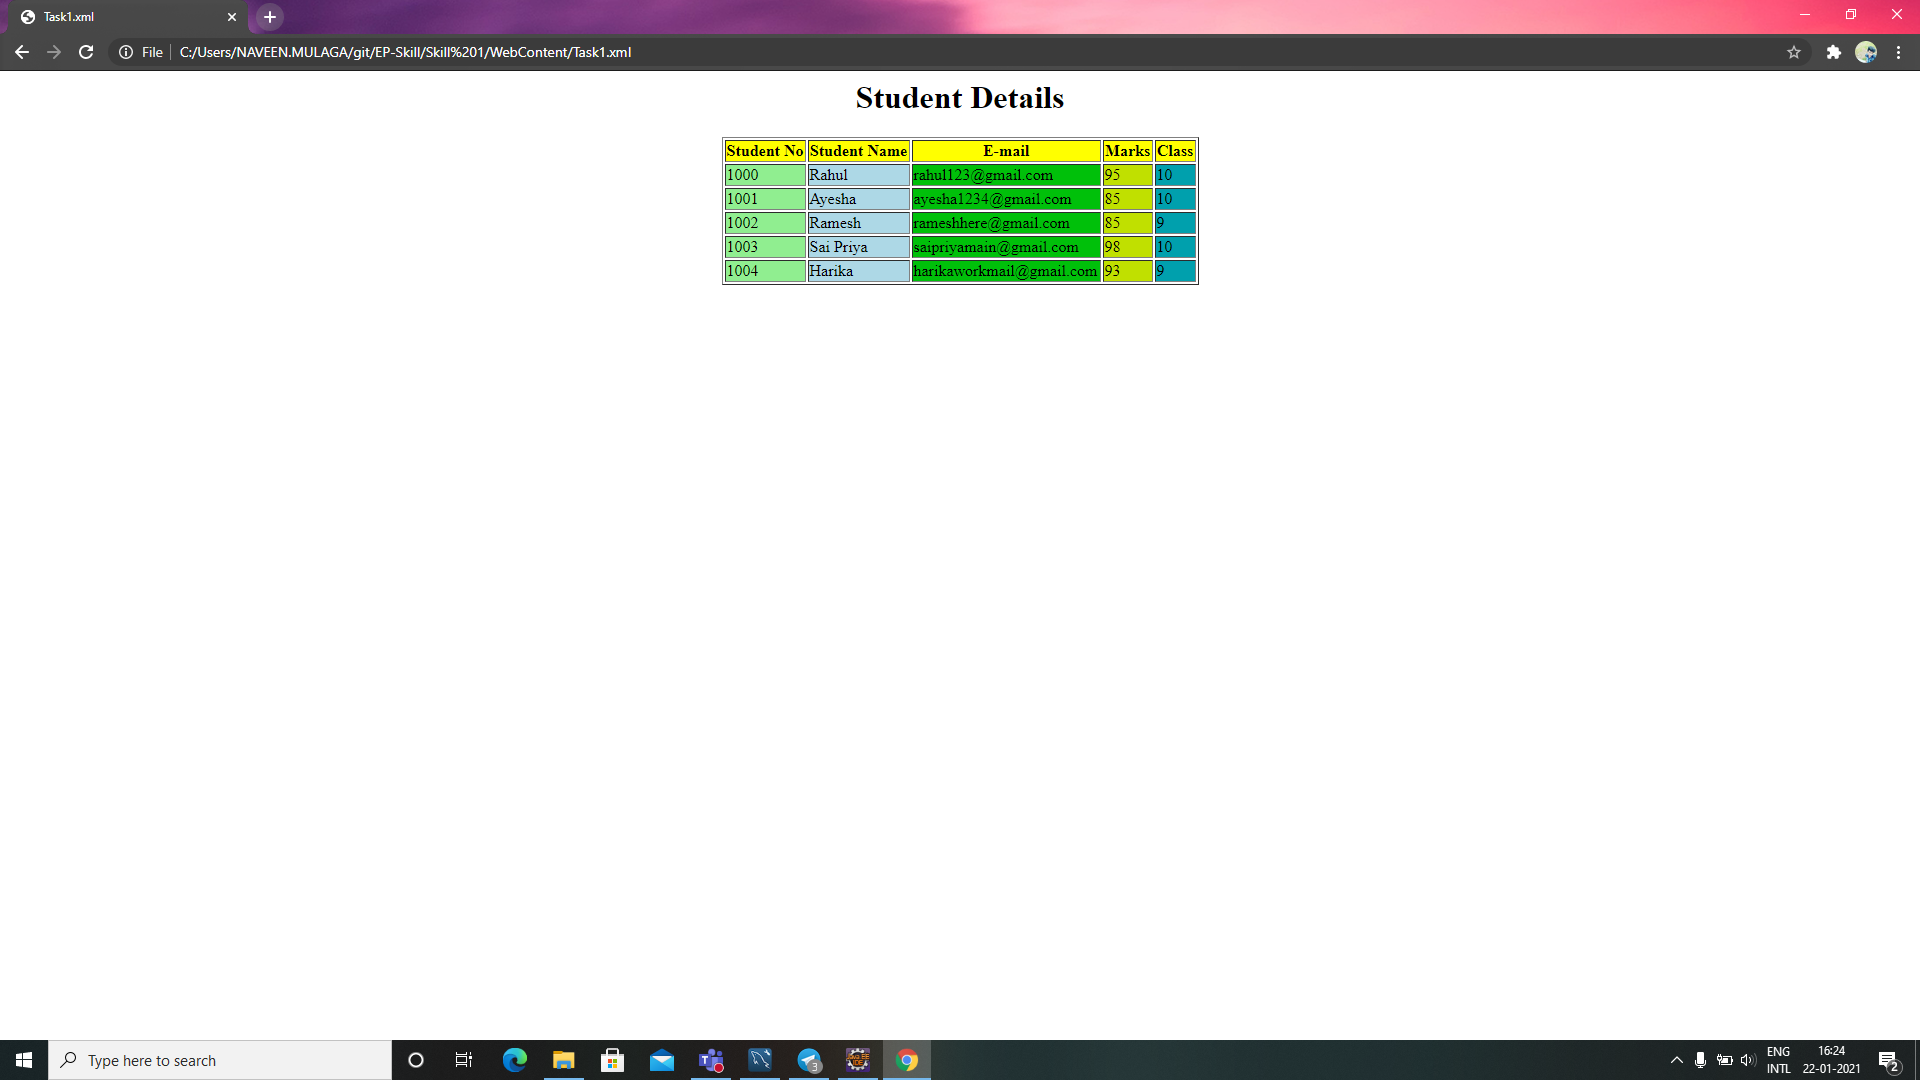 Task1.xml
File C:/Users/NAVEEN.MULAGA/git/EP-Skill/Skill%201/WebContent/Task1.xml
Student Details
Student No Student Name E-mail Marks Class
1000 Rahul rahul123@gmail.com 95 10
1001 Ayesha ayesha1234@gmail.com 85 10
1002 Ramesh rameshhere@gmail.com 85 9
1003 Sai Priya saipriyamain@gmail.com 98 10
1004 Harika harikaworkmail@gmail.com 93 9
Type here to search
T
3
ENG 16:24
INTL 22-01-2021
2